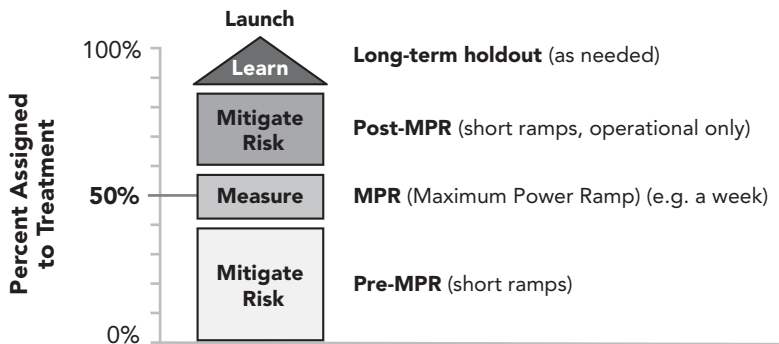 Launch
100%
Learn
Long-term holdout (as needed)
Mitigate
Risk
Post-MPR (short ramps, operational only)
Percent Assigned
to Treatment
50%
Measure
MPR (Maximum Power Ramp) (e.g. a week)
Mitigate
Risk
Pre-MPR (short ramps)
0%